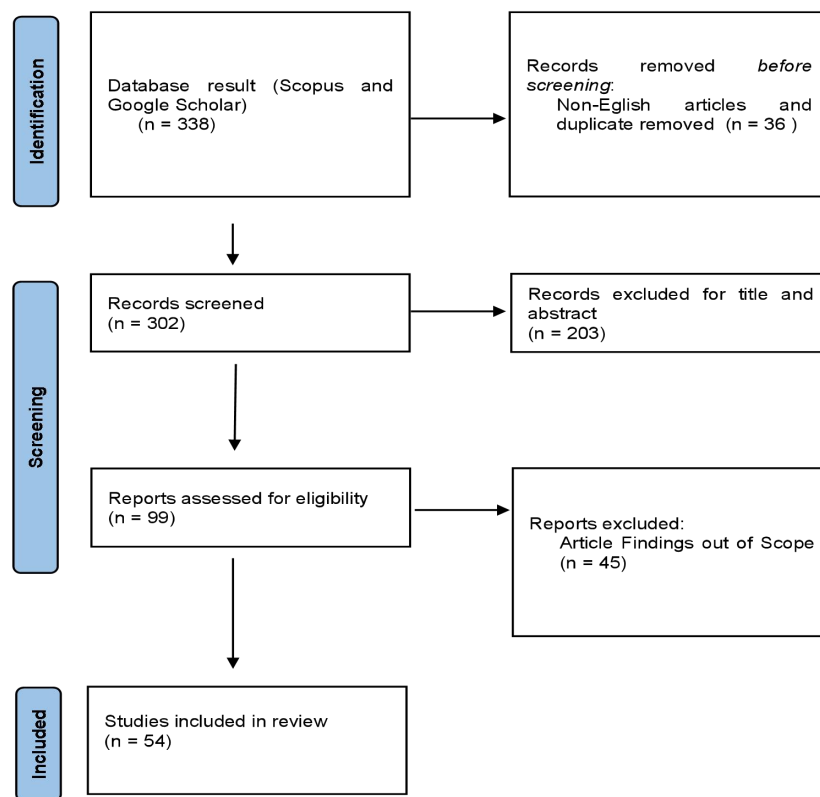 Identification
Database result (Scopus and
Google Scholar)
(n = 338)
Records removed before
screening:
Non-Eglish articles and
duplicate removed (n = 36 )
Screening
Records screened
(n = 302)
Records excluded for title and
abstract
(n = 203)
Reports assessed for eligibility
(n = 99)
Reports excluded:
Article Findings out of Scope
(n = 45)
Included
Studies included in review
(n = 54)